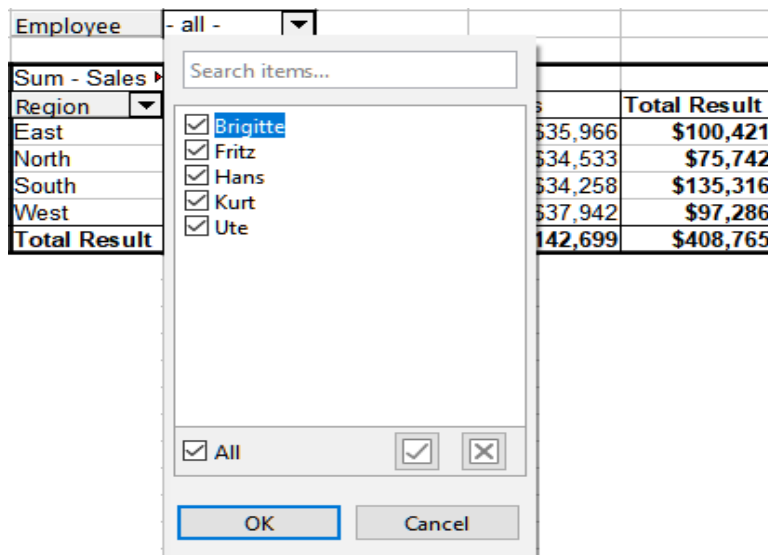 Employee - all -
Search items...
Sum - Sales
Region s Total Result
East $35,966 $100,421
North $34,533 $75,742
South $34,258 $135,316
West $37,942 $97,286
Total Result 142,699 $408,765
Brigitte
Fritz
Hans
Kurt
Ute
All
OK Cancel